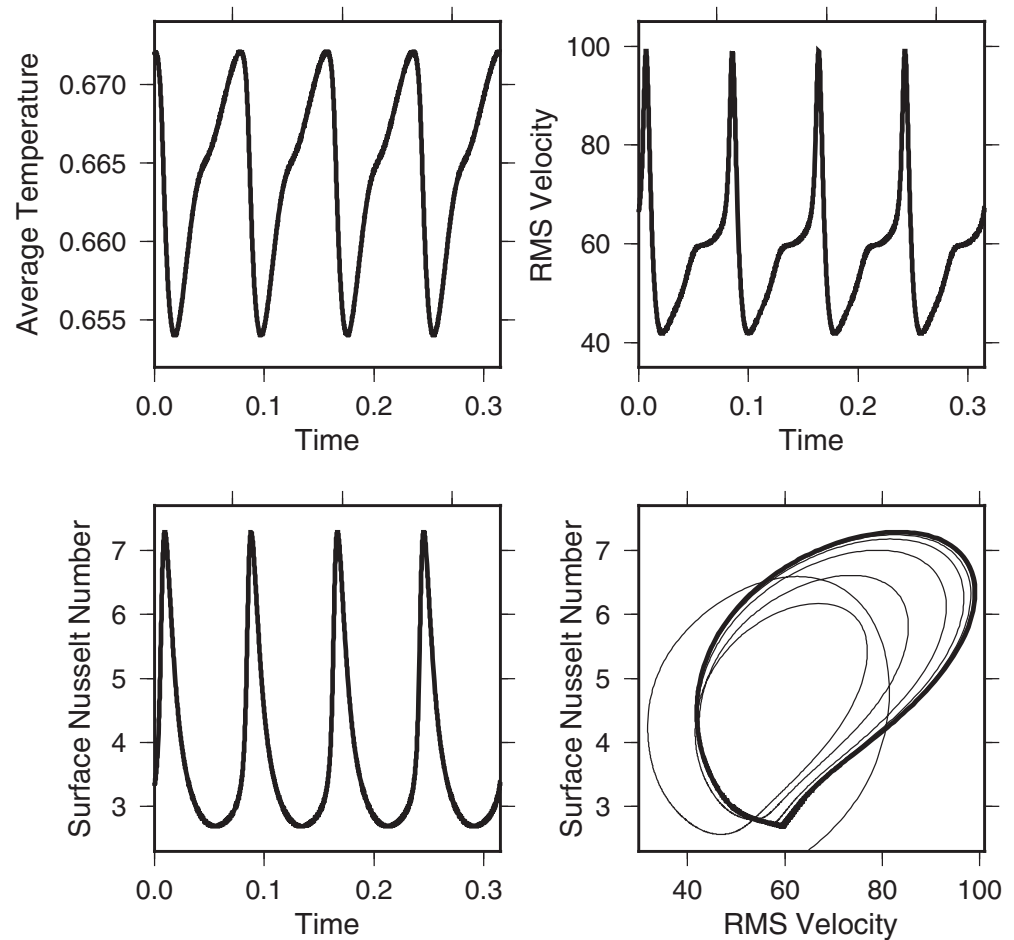 Average Temperature
0.670
0.665
0.660
0.655
0.0 0.1 0.2 0.3
Time
RMS Velocity
100
80
60
40
0.0 0.1 0.2 0.3
Time
Surface Nusselt Number
7
6
5
4
3
0.0 0.1 0.2 0.3
Time
Surface Nusselt Number
7
6
5
4
3
40 60 80 100
RMS Velocity